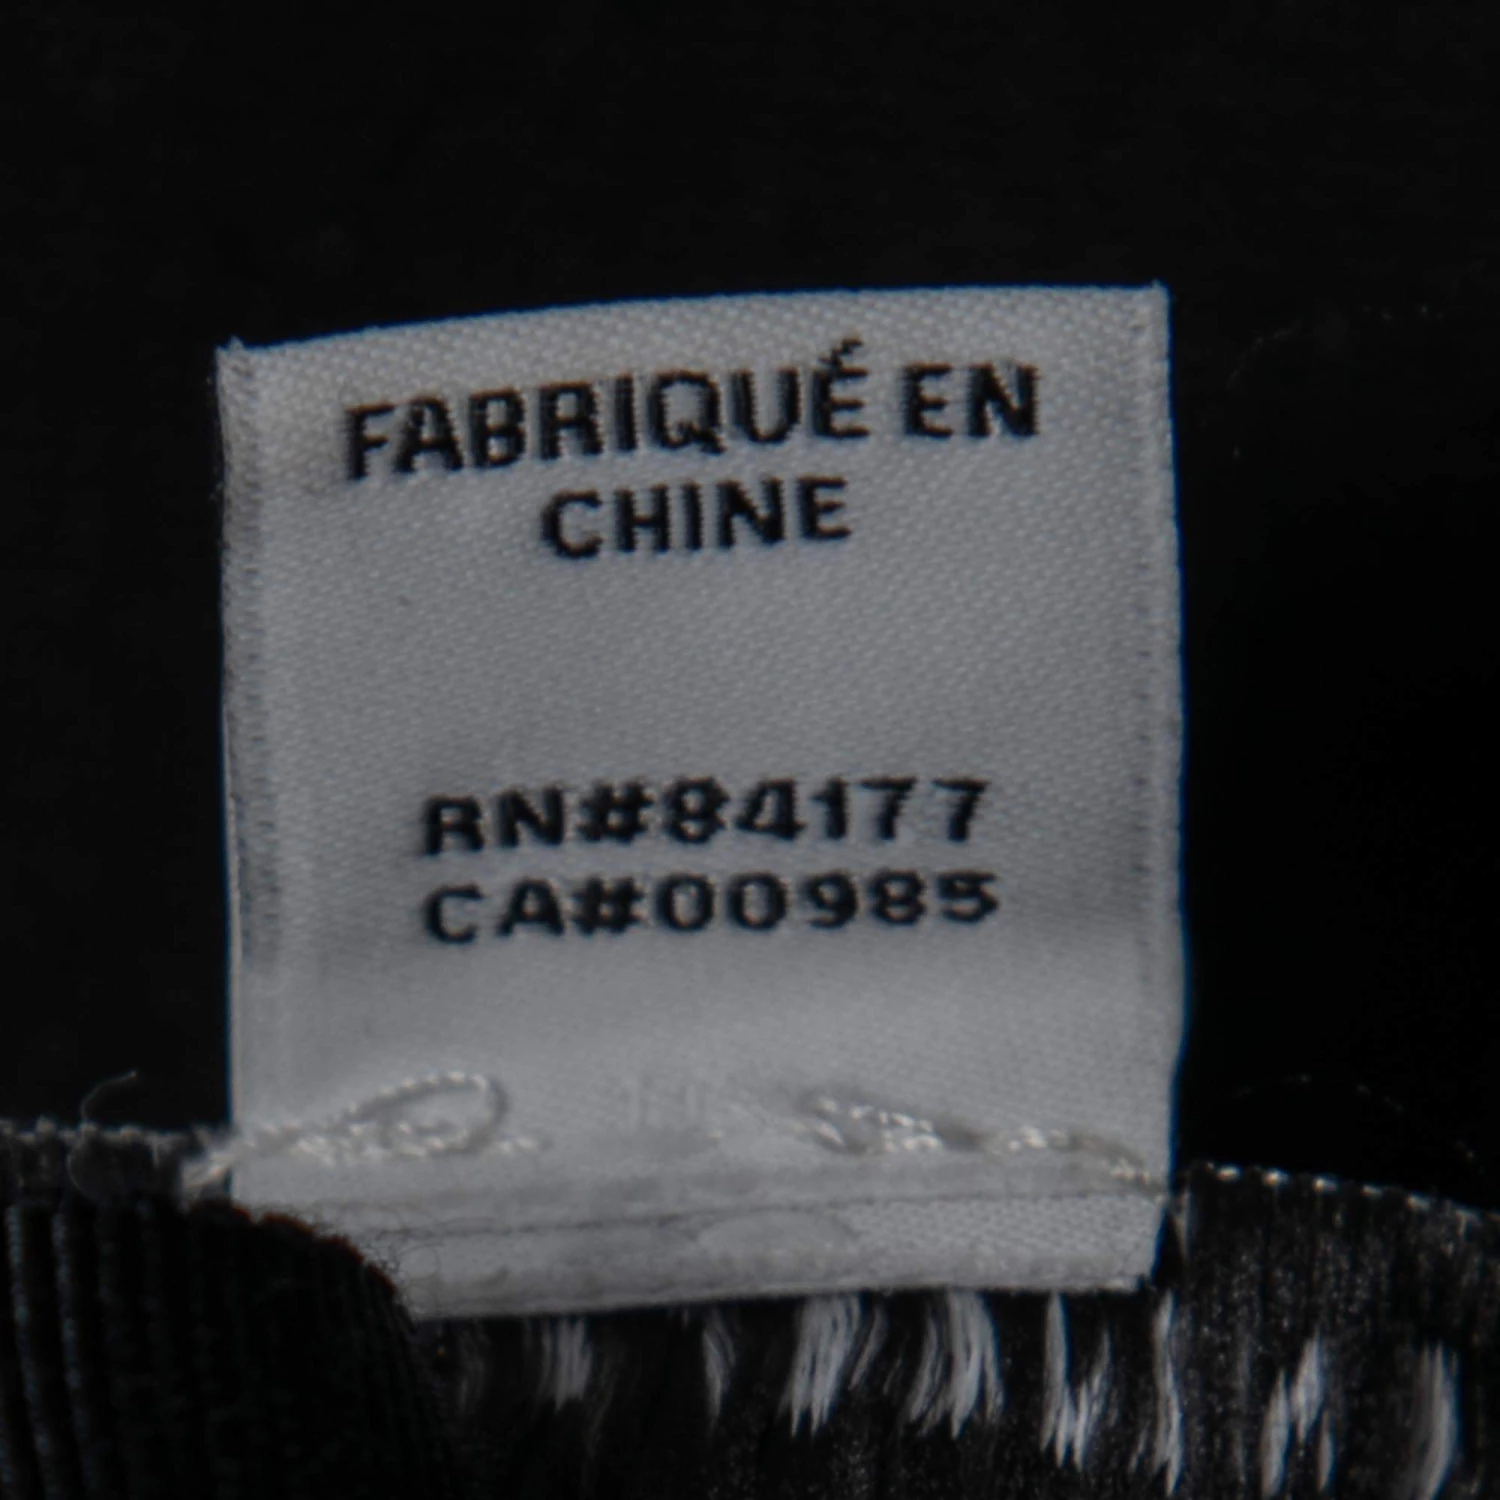 FABRIQUÉ EN
CHINE
RN#84177
CA#00985